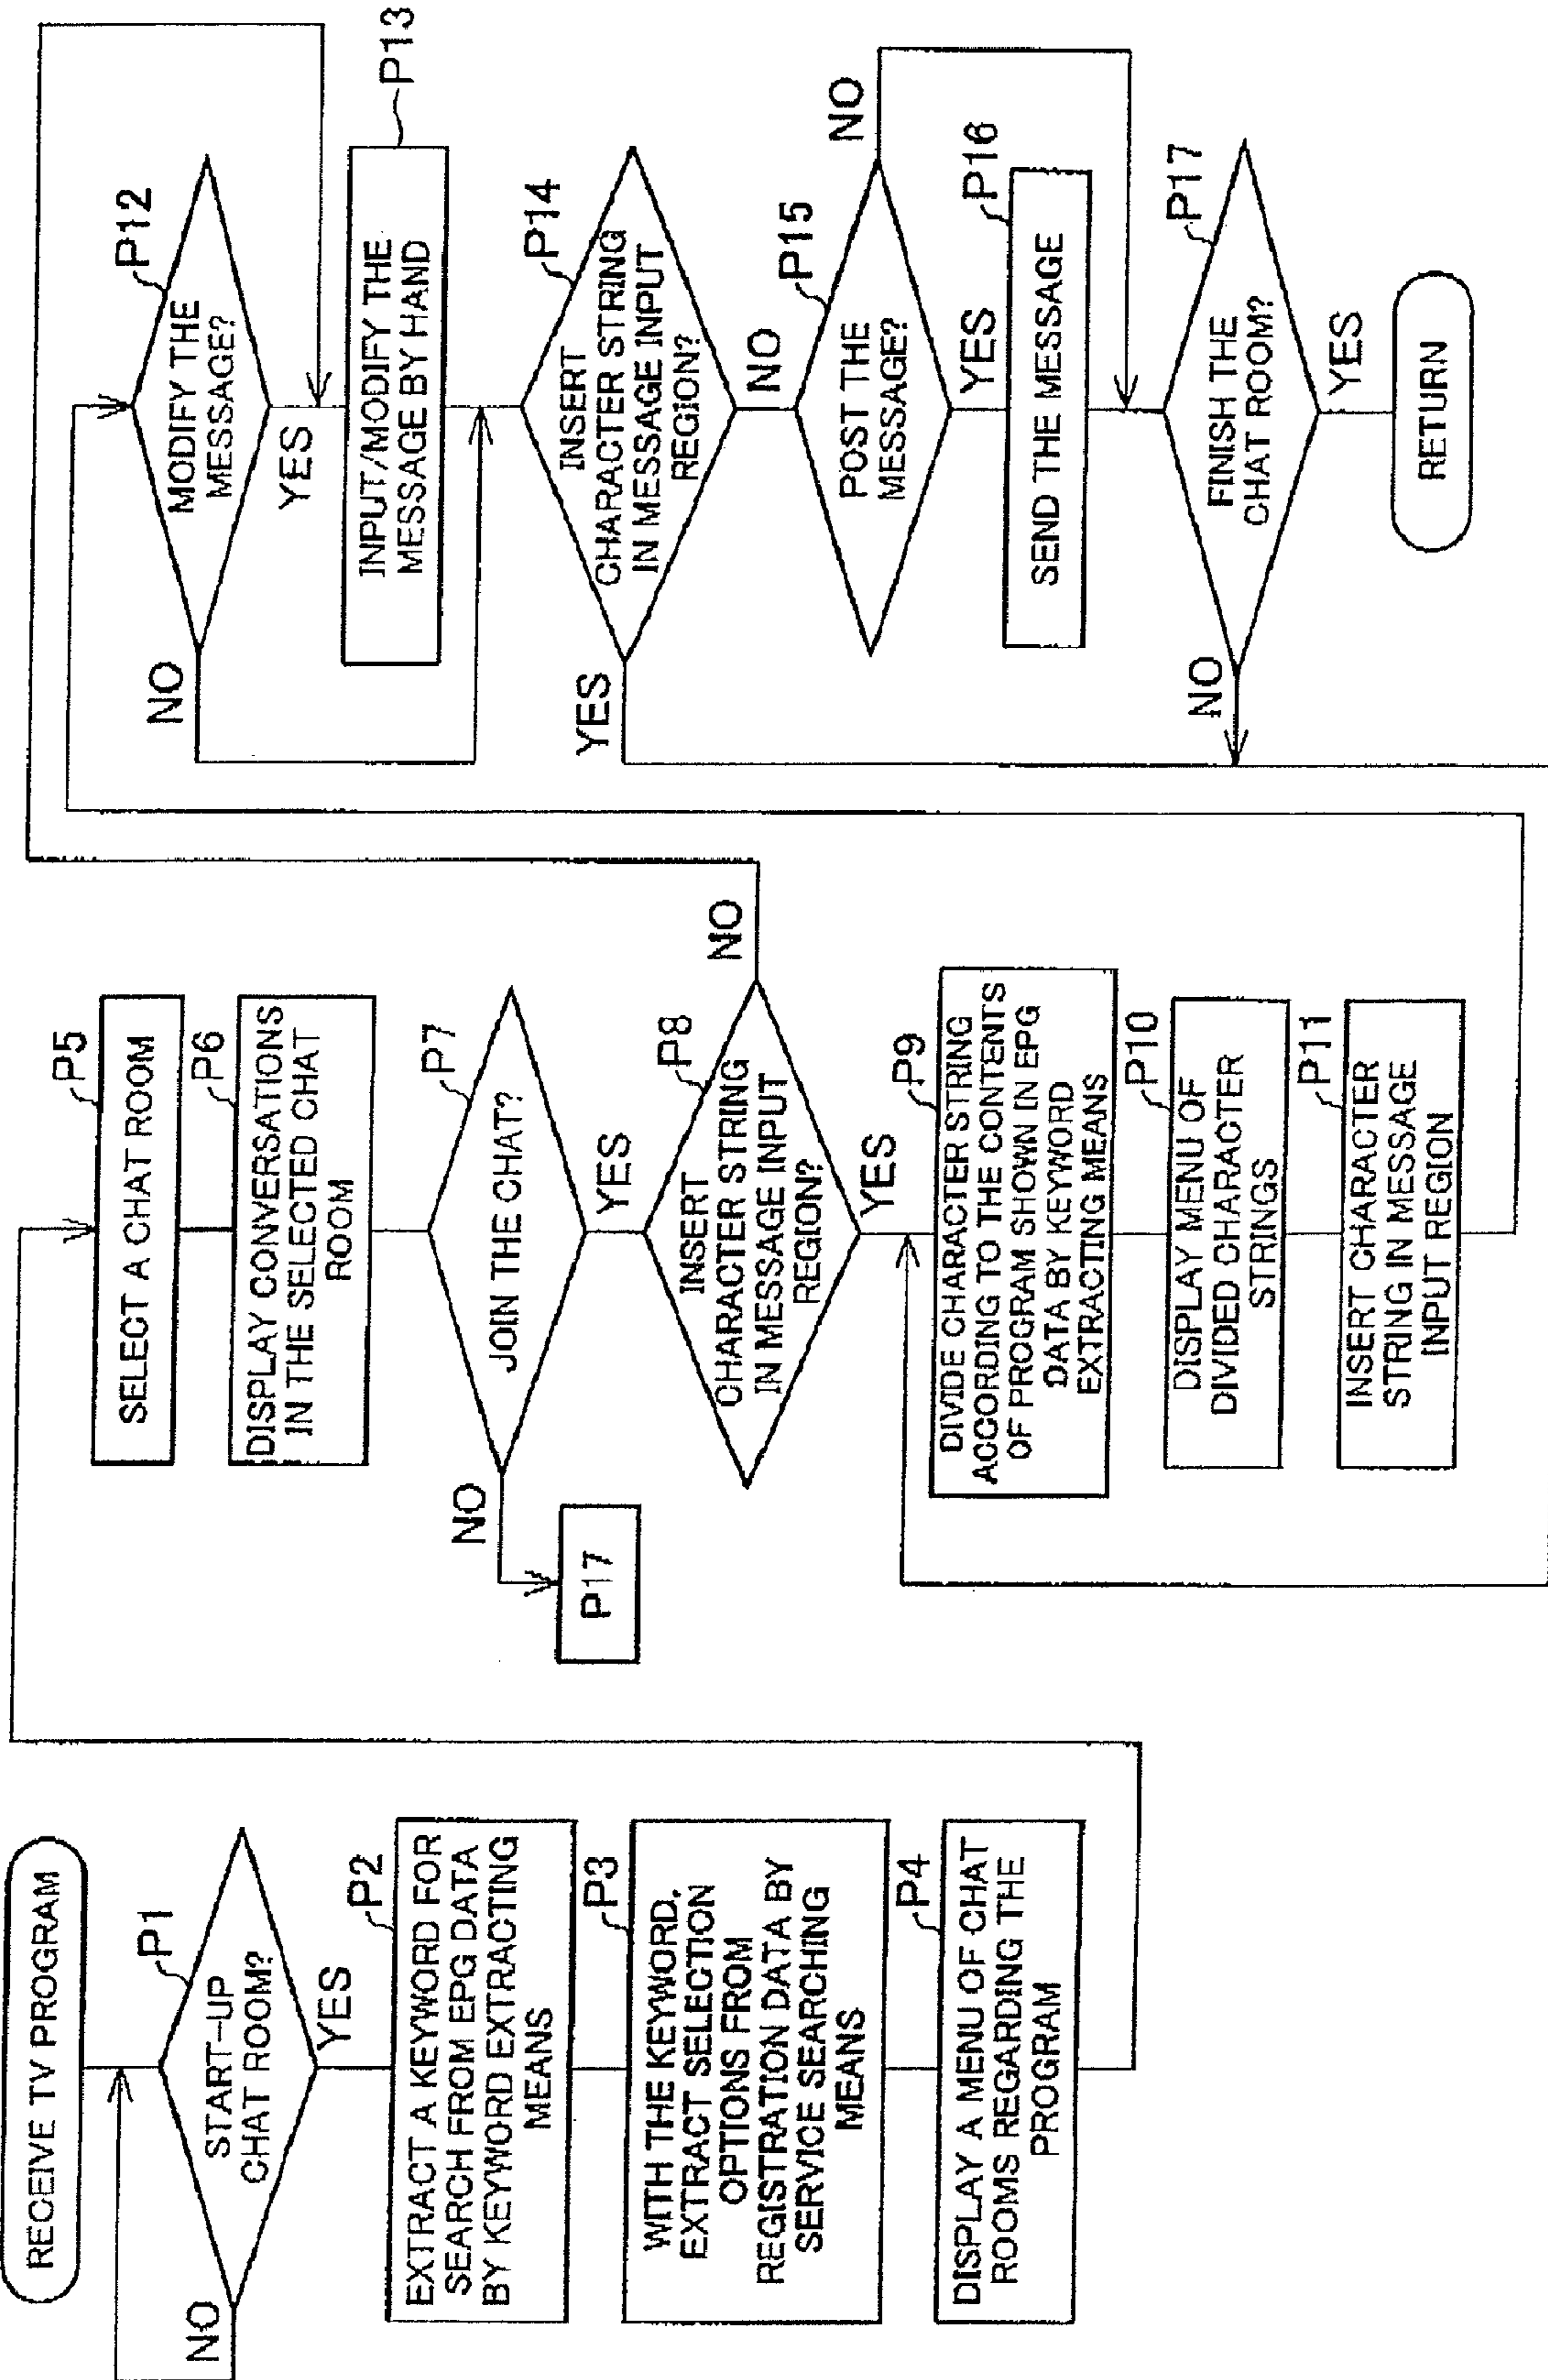 RECEIVE TV PROGRAM
P1
START-UP
CHAT ROOM?
NO
YES
P2
EXTRACT A KEYWORD FOR
SEARCH FROM EPG DATA
BY KEYWORD EXTRACTING
MEANS
P3
WITH THE KEYWORD,
EXTRACT SELECTION
OPTIONS FROM
REGISTRATION DATA BY
SERVICE SEARCHING
MEANS
P4
DISPLAY A MENU OF CHAT
ROOMS REGARDING THE
PROGRAM
P5
SELECT A CHAT ROOM
P6
DISPLAY CONVERSATIONS
IN THE SELECTED CHAT
ROOM
P7
JOIN THE CHAT?
NO
P17
YES
P8
INSERT
CHARACTER STRING
IN MESSAGE INPUT
REGION?
NO
YES
P9
DIVIDE CHARACTER STRING
ACCORDING TO THE CONTENTS
OF PROGRAM SHOWN IN EPG
DATA BY KEYWORD
EXTRACTING MEANS
P10
DISPLAY MENU OF
DIVIDED CHARACTER
STRINGS
P11
INSERT CHARACTER
STRING IN MESSAGE
INPUT REGION
P12
MODIFY THE
MESSAGE?
NO
YES
P13
INPUT/MODIFY THE
MESSAGE BY HAND
P14
INSERT
CHARACTER STRING
IN MESSAGE INPUT
REGION?
YES
NO
P15
POST THE
MESSAGE?
NO
YES
P16
SEND THE MESSAGE
P17
FINISH THE
CHAT ROOM?
NO
YES
RETURN